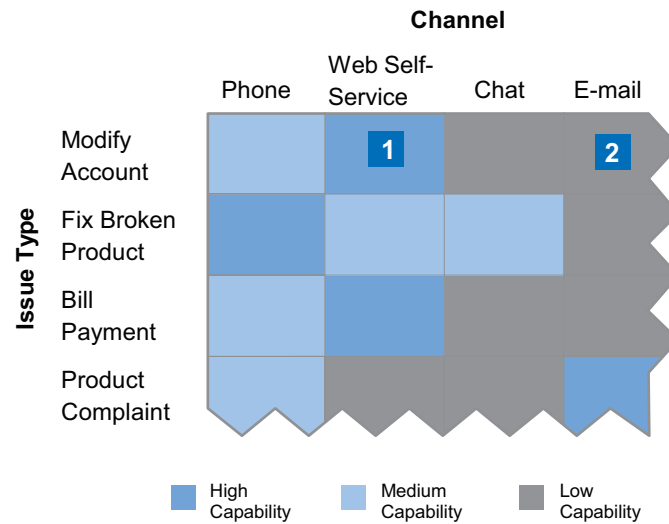 Channel
Web Self-
Phone Service Chat E-mail
Modify
Account
1 2
Fix Broken
Product
Bill
Payment
Product
Complaint
Issue Type
High
Capability
Medium
Capability
Low
Capability